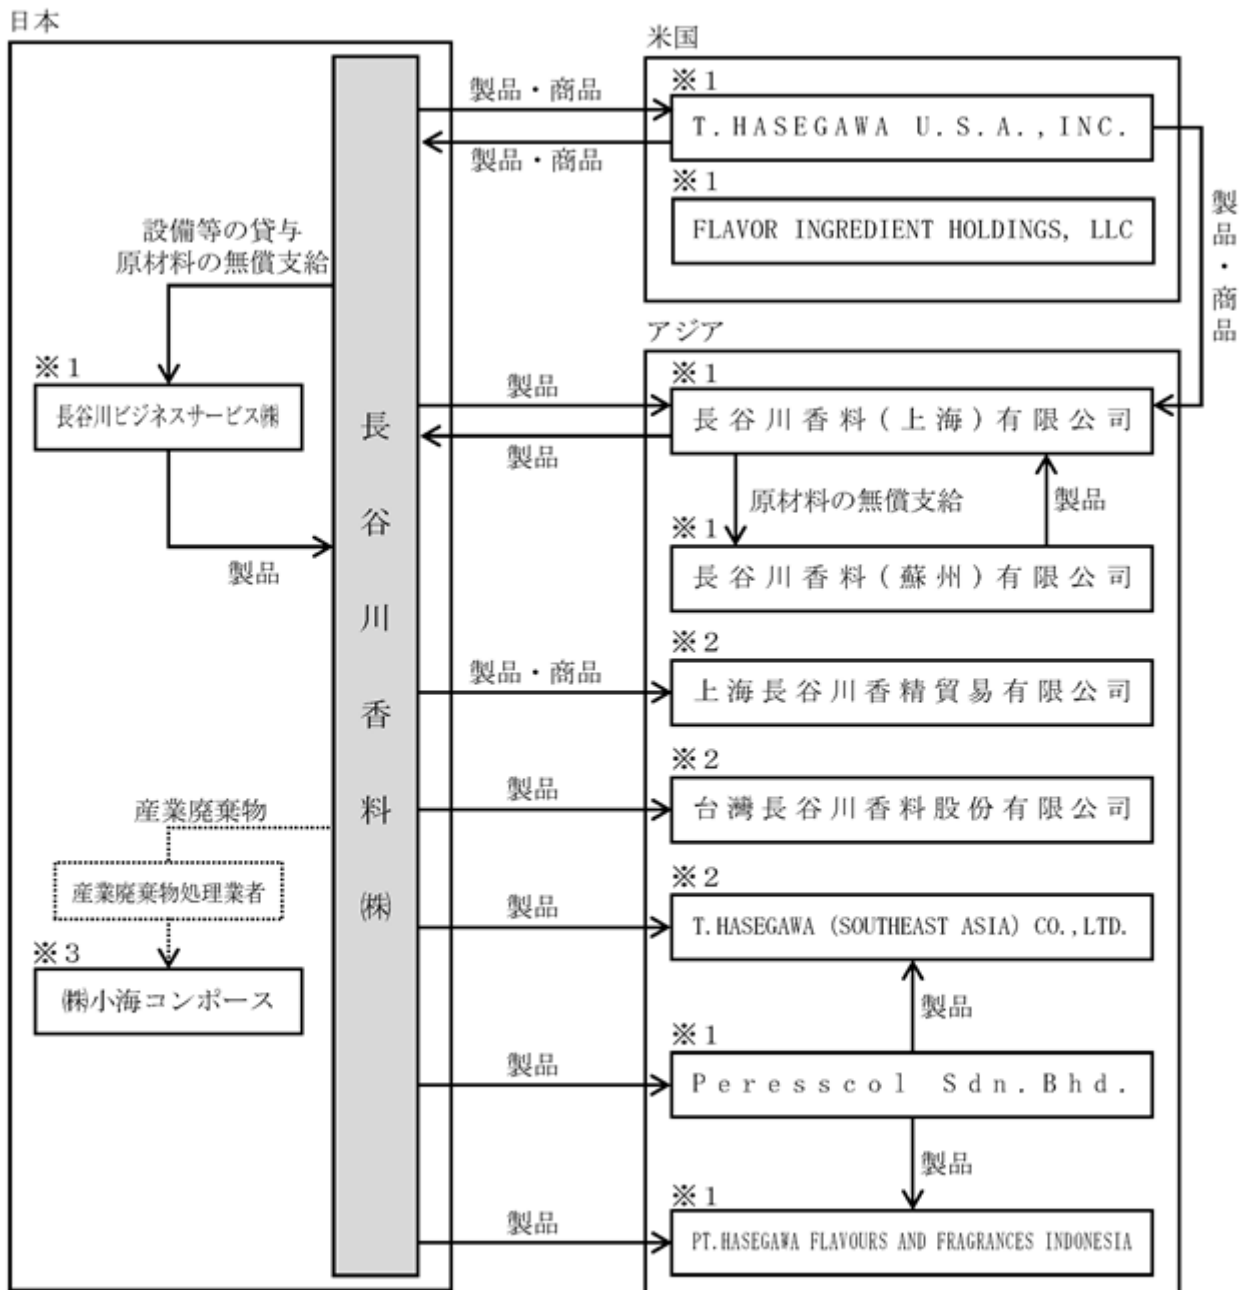 日本
米国
※1
製品・商品
T.HASEGAWA U.S.A.,INC.
製品・商品
※1
FLAVOR INGREDIENT HOLDINGS, LLC
製品・商品
設備等の貸与
原材料の無償支給
アジア
※1
長谷川ビジネスサービス㈱
製品
長谷川香料㈱
製品
※1
長谷川香料(上海)有限公司
製品
原材料の無償支給
製品
※1
長谷川香料(蘇州)有限公司
※2
製品・商品
上海長谷川香精貿易有限公司
※2
製品
台灣長谷川香料股份有限公司
産業廃棄物
産業廃棄物処理業者
※3
㈱小海コンポース
※2
製品
T.HASEGAWA (SOUTHEAST ASIA) CO.,LTD.
製品
※1
製品
Peresscol Sdn.Bhd.
製品
※1
製品
PT.HASEGAWA FLAVOURS AND FRAGRANCES INDONESIA